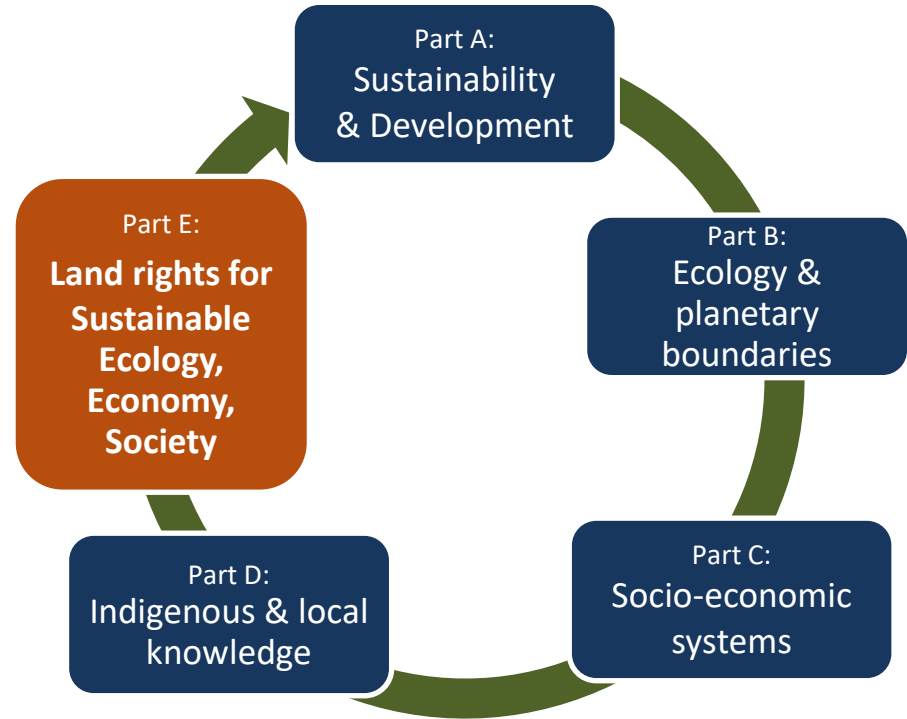 Part A:
Sustainability
& Development
Part B:
Ecology &
planetary
boundaries
Part C:
Socio-economic
systems
Part D:
Indigenous & local
knowledge
Part E:
Land rights for
Sustainable
Ecology,
Economy,
Society